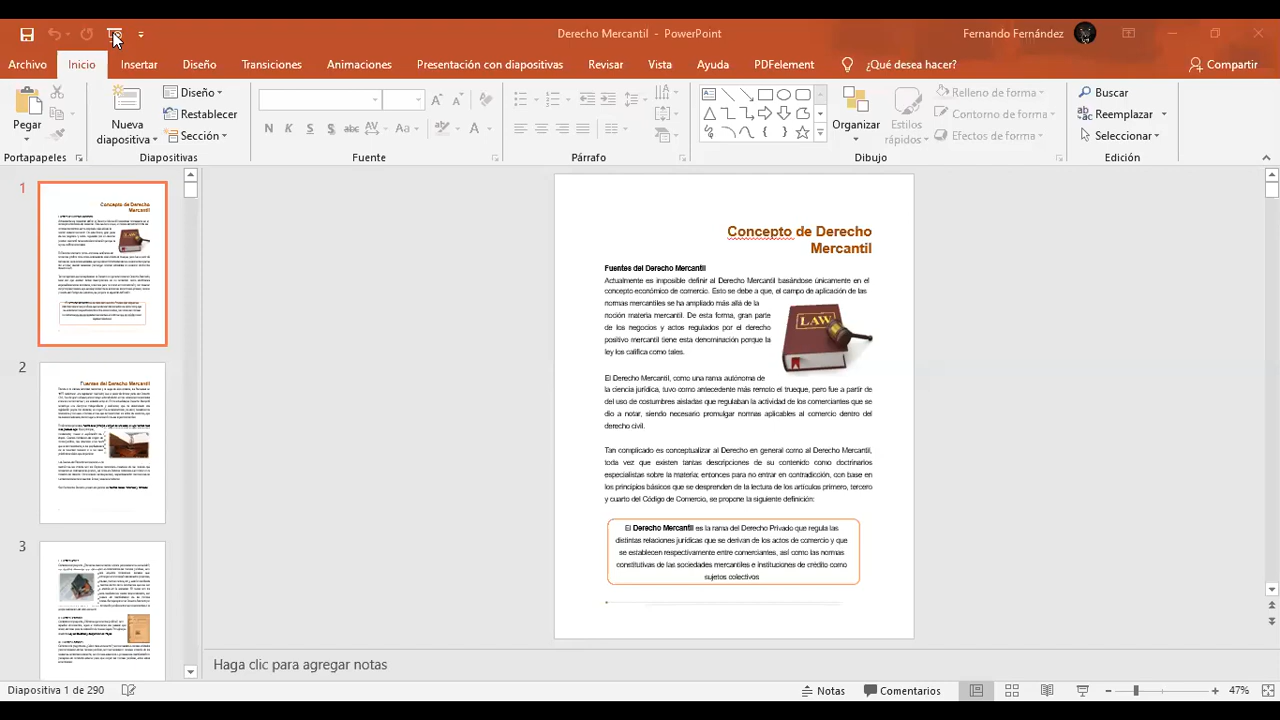 Derecho Mercantil - PowerPoint
Fernando Fernández
Archivo Inicio Insertar Diseño Transiciones Animaciones Presentación con diapositivas Revisar Vista Ayuda PDFelement ¿Qué desea hacer? Compartir
Pegar
Portapapeles
Nueva diapositiva
Diseño
Restablecer
Sección
Diapositivas
N K S S abc AV Aa
Fuente
Párrafo
Organizar
Estilos rápidos
Relleno de forma
Contorno de forma
Efectos de forma
Dibujo
Buscar
Reemplazar
Seleccionar
Edición
1
Concepto de Derecho
Mercantil
2
Fuentes del Derecho Mercantil
3
Concepto de Derecho
Mercantil
Fuentes del Derecho Mercantil
Actualmente es imposible definir al Derecho Mercantil basándose únicamente en el
concepto económico de comercio. Esto se debe a que, el campo de aplicación de las
normas mercantiles se ha ampliado más allá de la
noción materia mercantil. De esta forma, gran parte
de los negocios y actos regulados por el derecho
positivo mercantil tiene esta denominación porque la
ley los califica como tales.
LAW
El Derecho Mercantil, como una rama autónoma de
la ciencia jurídica, tuvo como antecedente más remoto el trueque, pero fue a partir
del uso de costumbres aisladas que regulaban la actividad de los comerciantes que se
dio a notar, siendo necesario promulgar normas aplicables al comercio dentro del
derecho civil.
Tan complicado es conceptualizar al Derecho en general como al Derecho Mercantil,
toda vez que existen tantas descripciones de su contenido como doctrinarios
especialistas sobre la materia; entonces para no entrar en contradicción, con base en
los principios básicos que se desprenden de la lectura de los artículos primero, tercero
y cuarto del Código de Comercio, se propone la siguiente definición:
El Derecho Mercantil es la rama del Derecho Privado que regula las
distintas relaciones jurídicas que se derivan de los actos de comercio y que
se establecen respectivamente entre comerciantes, así como las normas
constitutivas de las sociedades mercantiles e instituciones de crédito como
sujetos colectivos
Haga clic para agregar notas
Diapositiva 1 de 290
Notas
Comentarios
47%